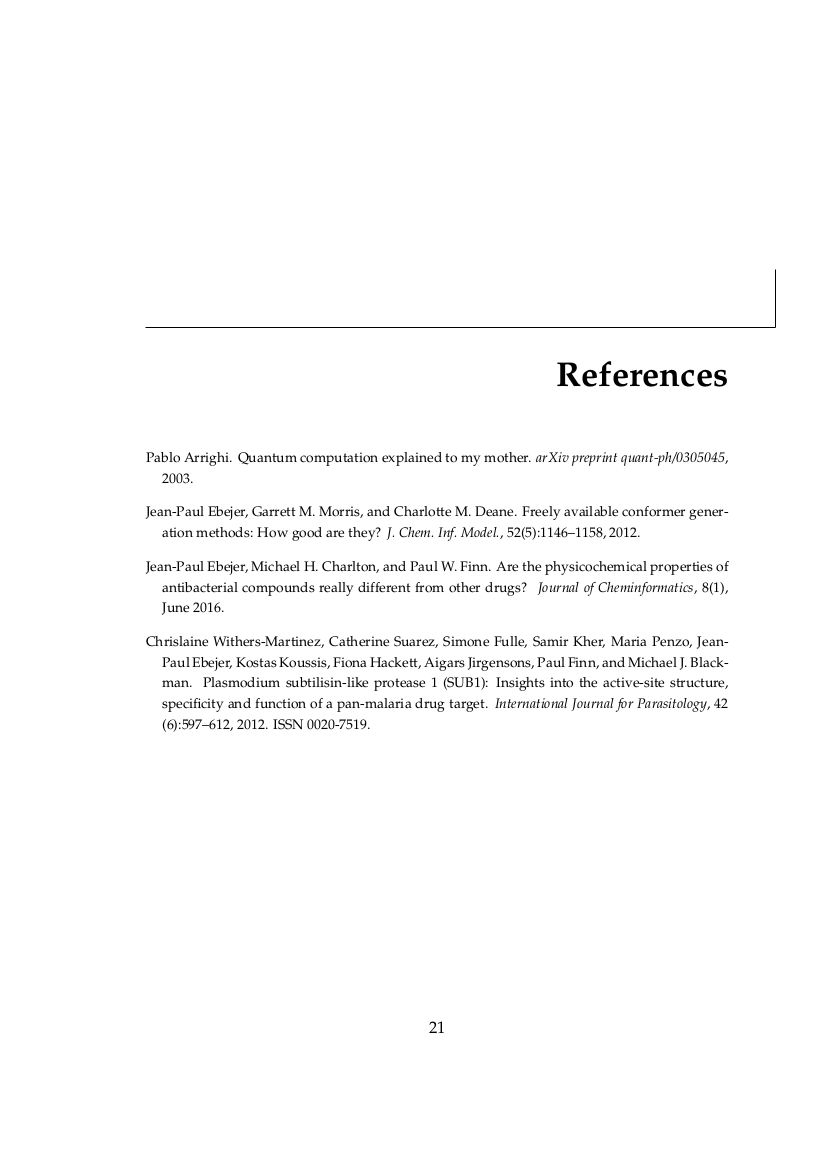 References
Pablo Arrighi. Quantum computation explained to my mother. arXiv preprint quant-ph/0305045,
2003.
Jean-Paul Ebejer, Garrett M. Morris, and Charlotte M. Deane. Freely available conformer gener-
ation methods: How good are they? J. Chem. Inf. Model., 52(5):1146–1158, 2012.
Jean-Paul Ebejer, Michael H. Charlton, and Paul W. Finn. Are the physicochemical properties of
antibacterial compounds really different from other drugs? Journal of Cheminformatics, 8(1),
June 2016.
Chrislaine Withers-Martinez, Catherine Suarez, Simone Fulle, Samir Kher, Maria Penzo, Jean-
Paul Ebejer, Kostas Koussis, Fiona Hackett, Aigars Jirgensons, Paul Finn, and Michael J. Black-
man. Plasmodium subtilisin-like protease 1 (SUB1): Insights into the active-site structure,
specificity and function of a pan-malaria drug target. International Journal for Parasitology, 42
(6):597–612, 2012. ISSN 0020-7519.
21